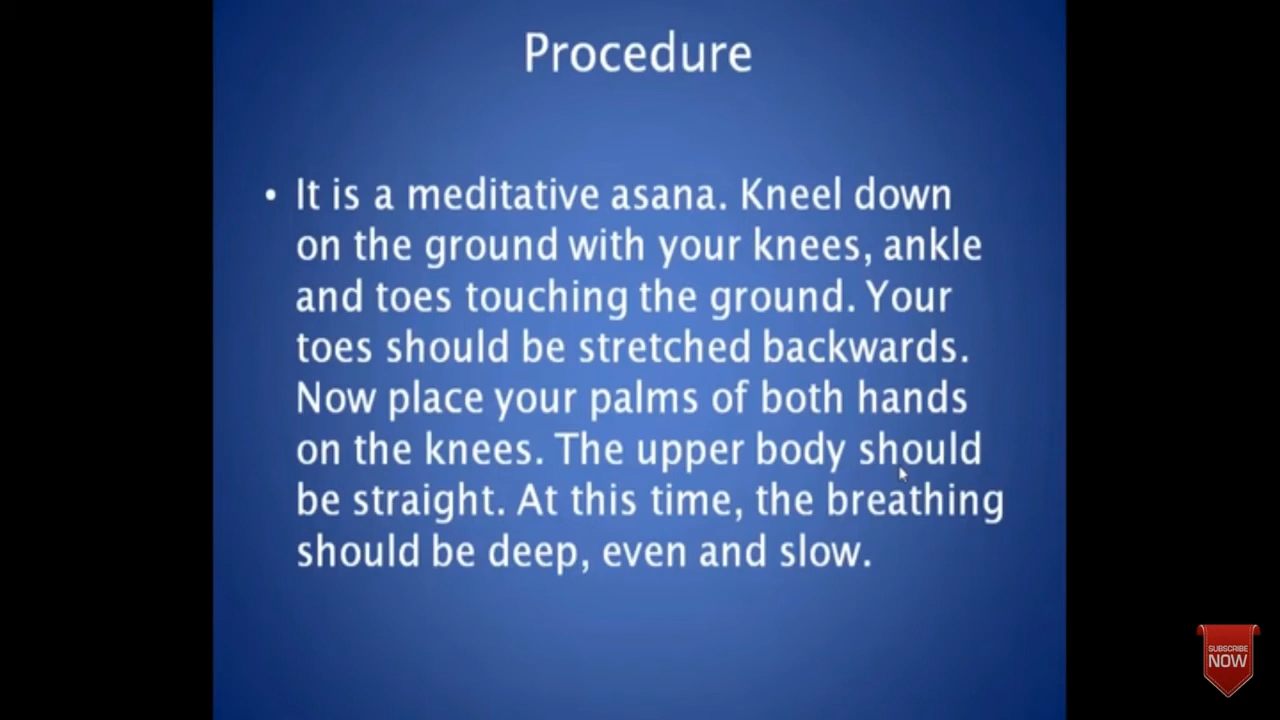 Procedure
• It is a meditative asana. Kneel down
on the ground with your knees, ankle
and toes touching the ground. Your
toes should be stretched backwards.
Now place your palms of both hands
on the knees. The upper body should
be straight. At this time, the breathing
should be deep, even and slow.
SUBSCRIBE
NOW